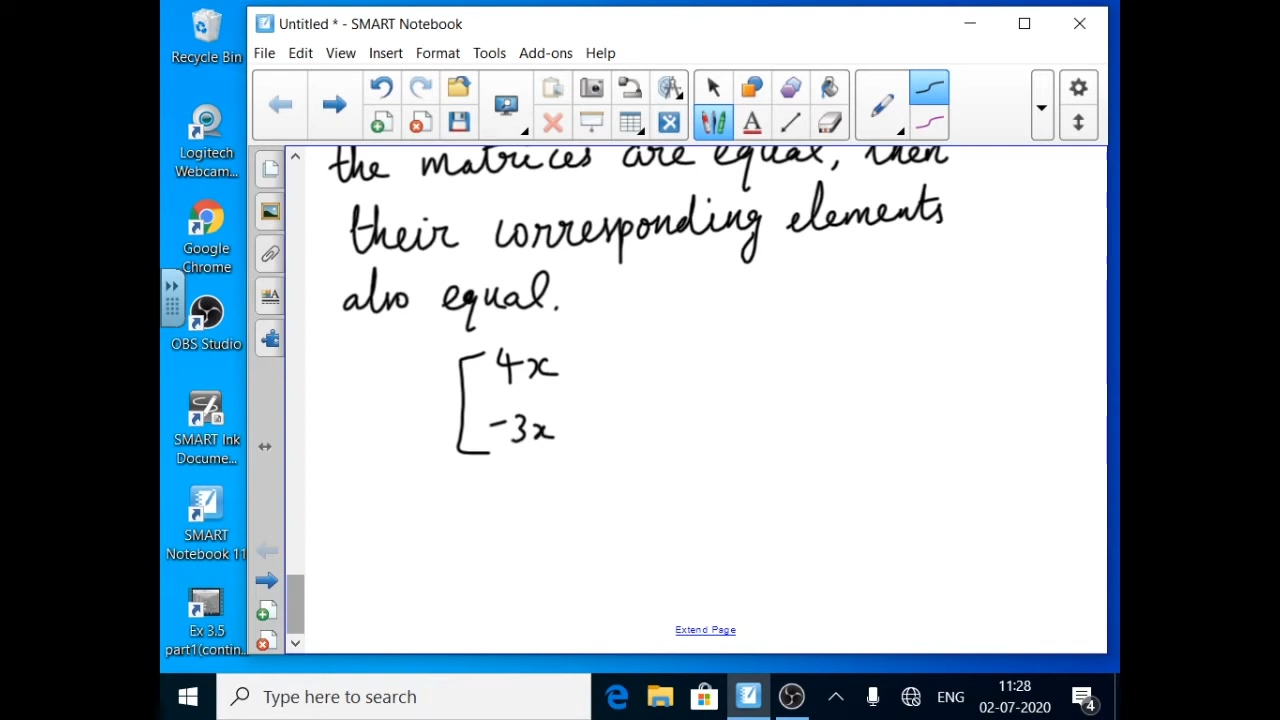 Recycle Bin
Logitech
Webcam...
Google
Chrome
OBS Studio
SMART Ink
Docume...
SMART
Notebook 11
Ex 3.5
part1(contin...
Untitled * - SMART Notebook
File Edit View Insert Format Tools Add-ons Help
the matrices are equal, then
their corresponding elements
also equal.
4x
-3x
Extend Page
Type here to search
ENG
11:28
02-07-2020
4